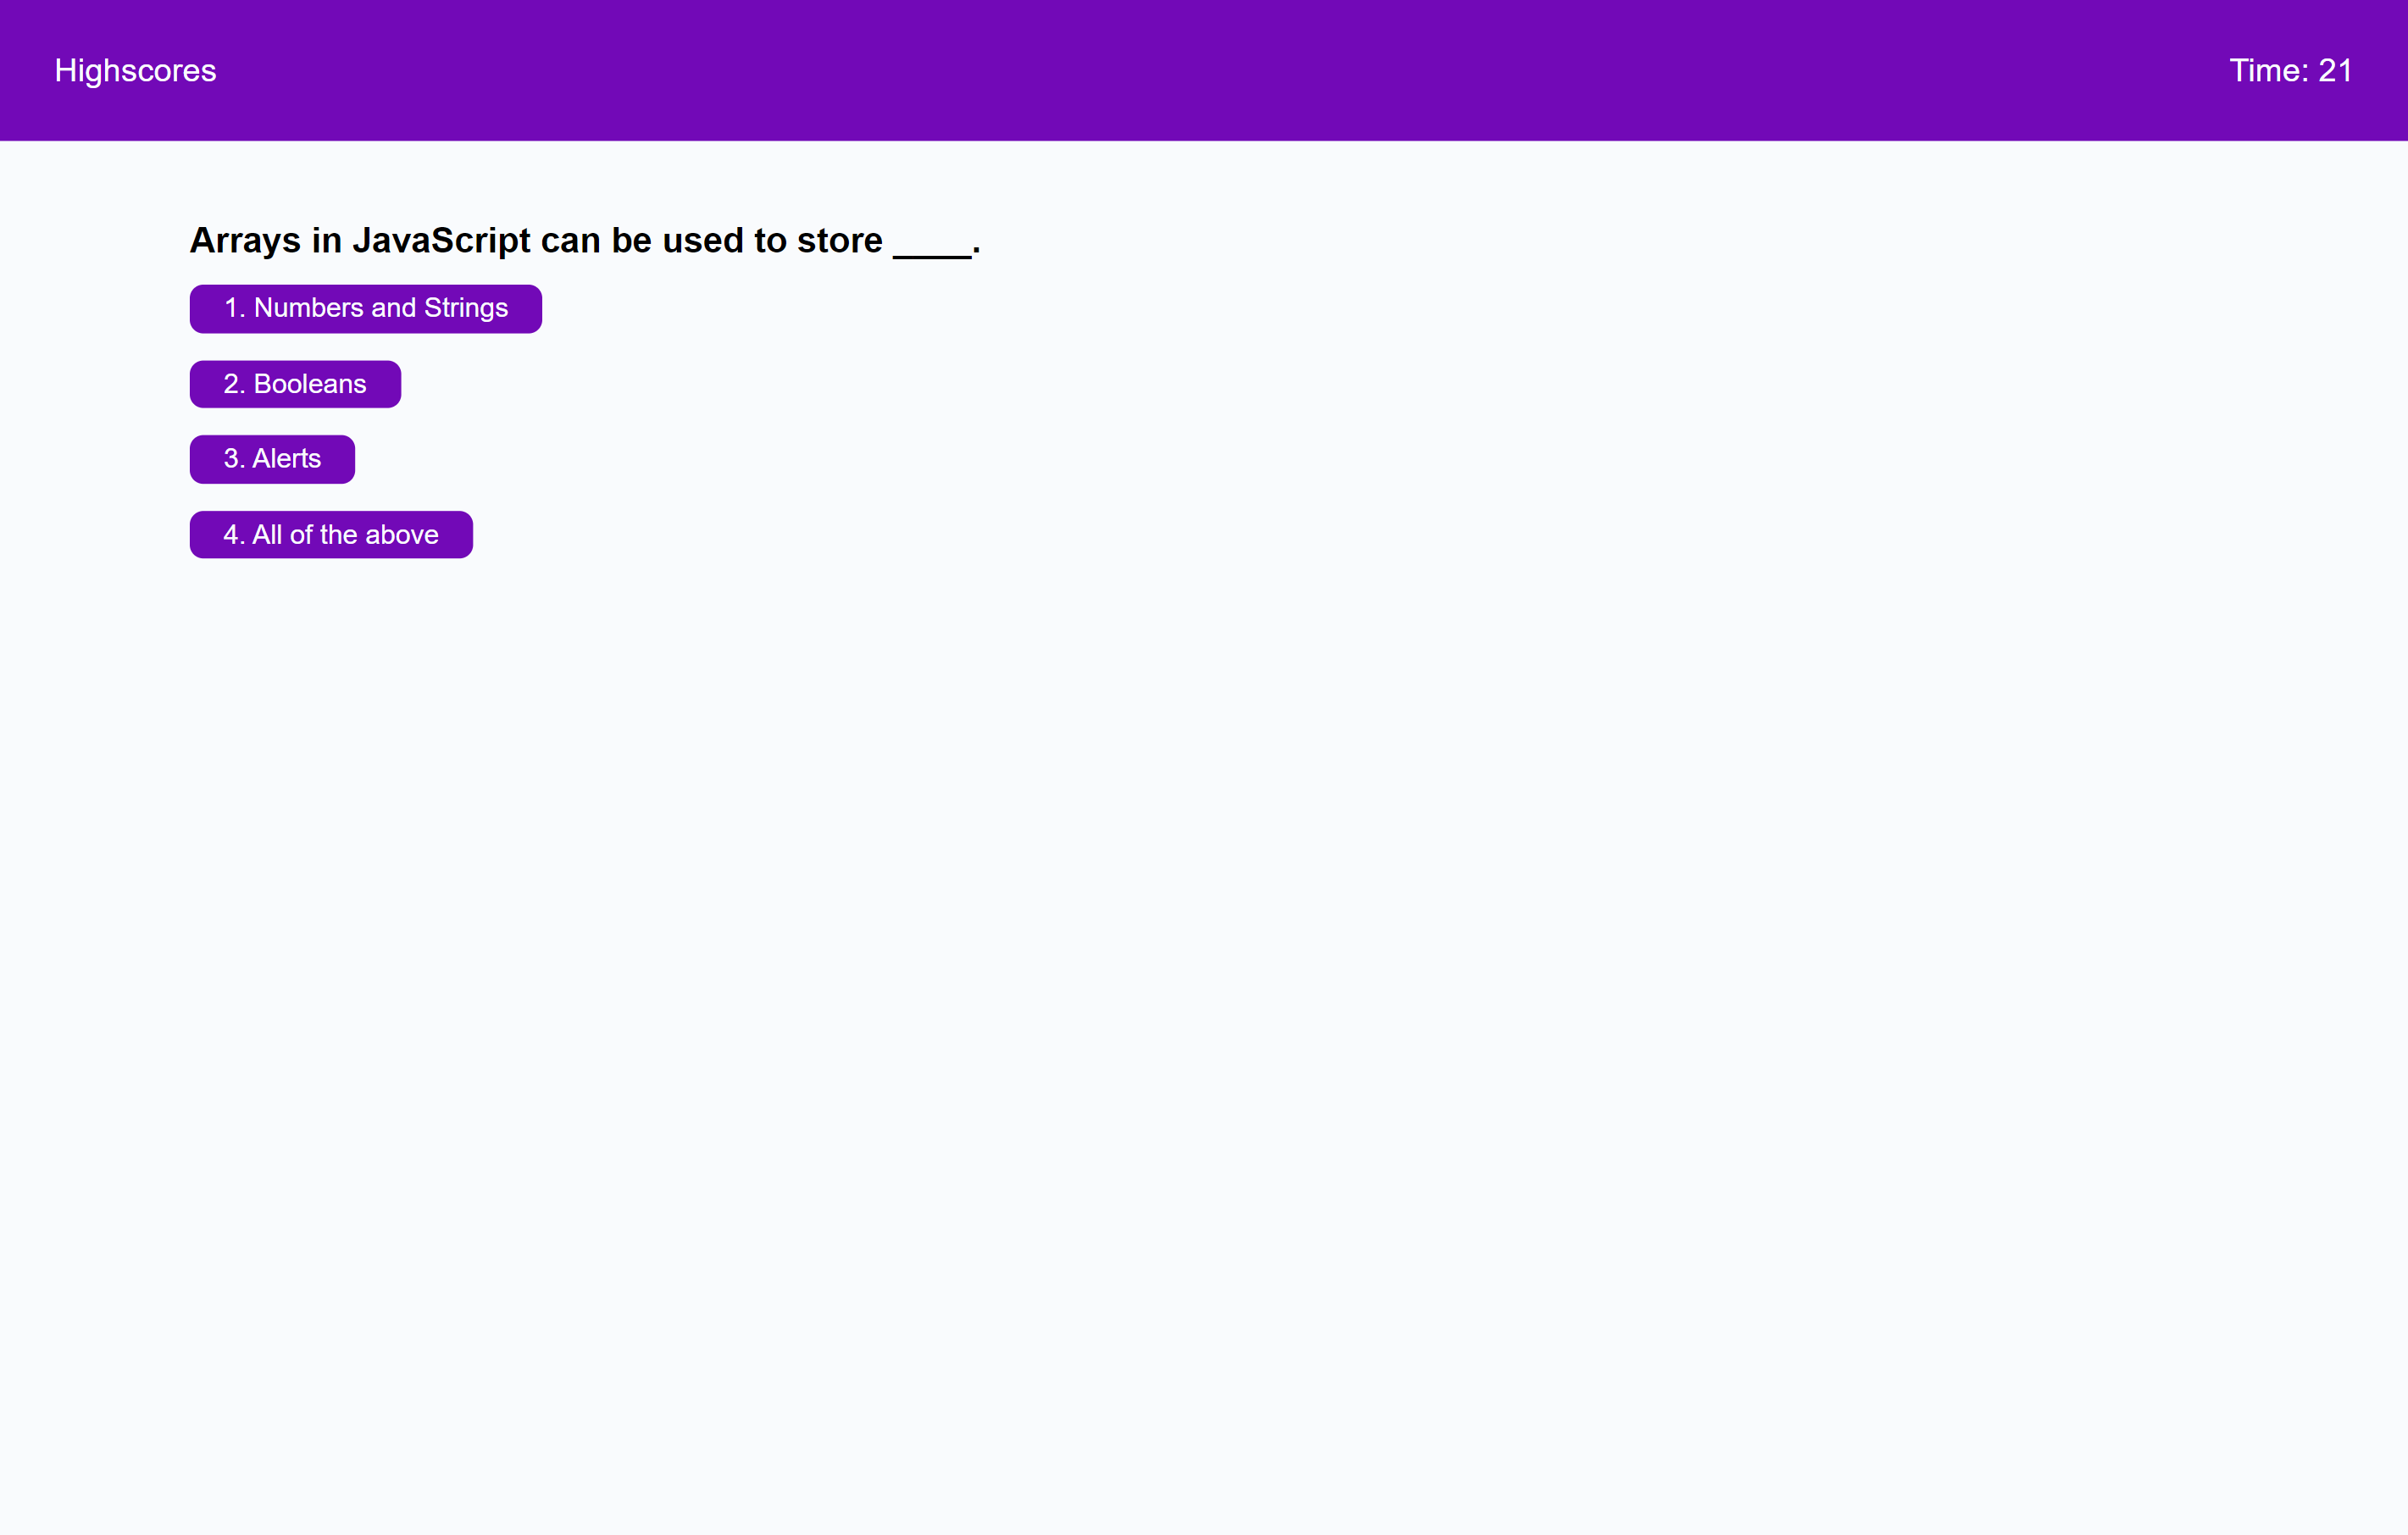 Highscores
Time: 21
Arrays in JavaScript can be used to store ____.
1. Numbers and Strings
2. Booleans
3. Alerts
4. All of the above